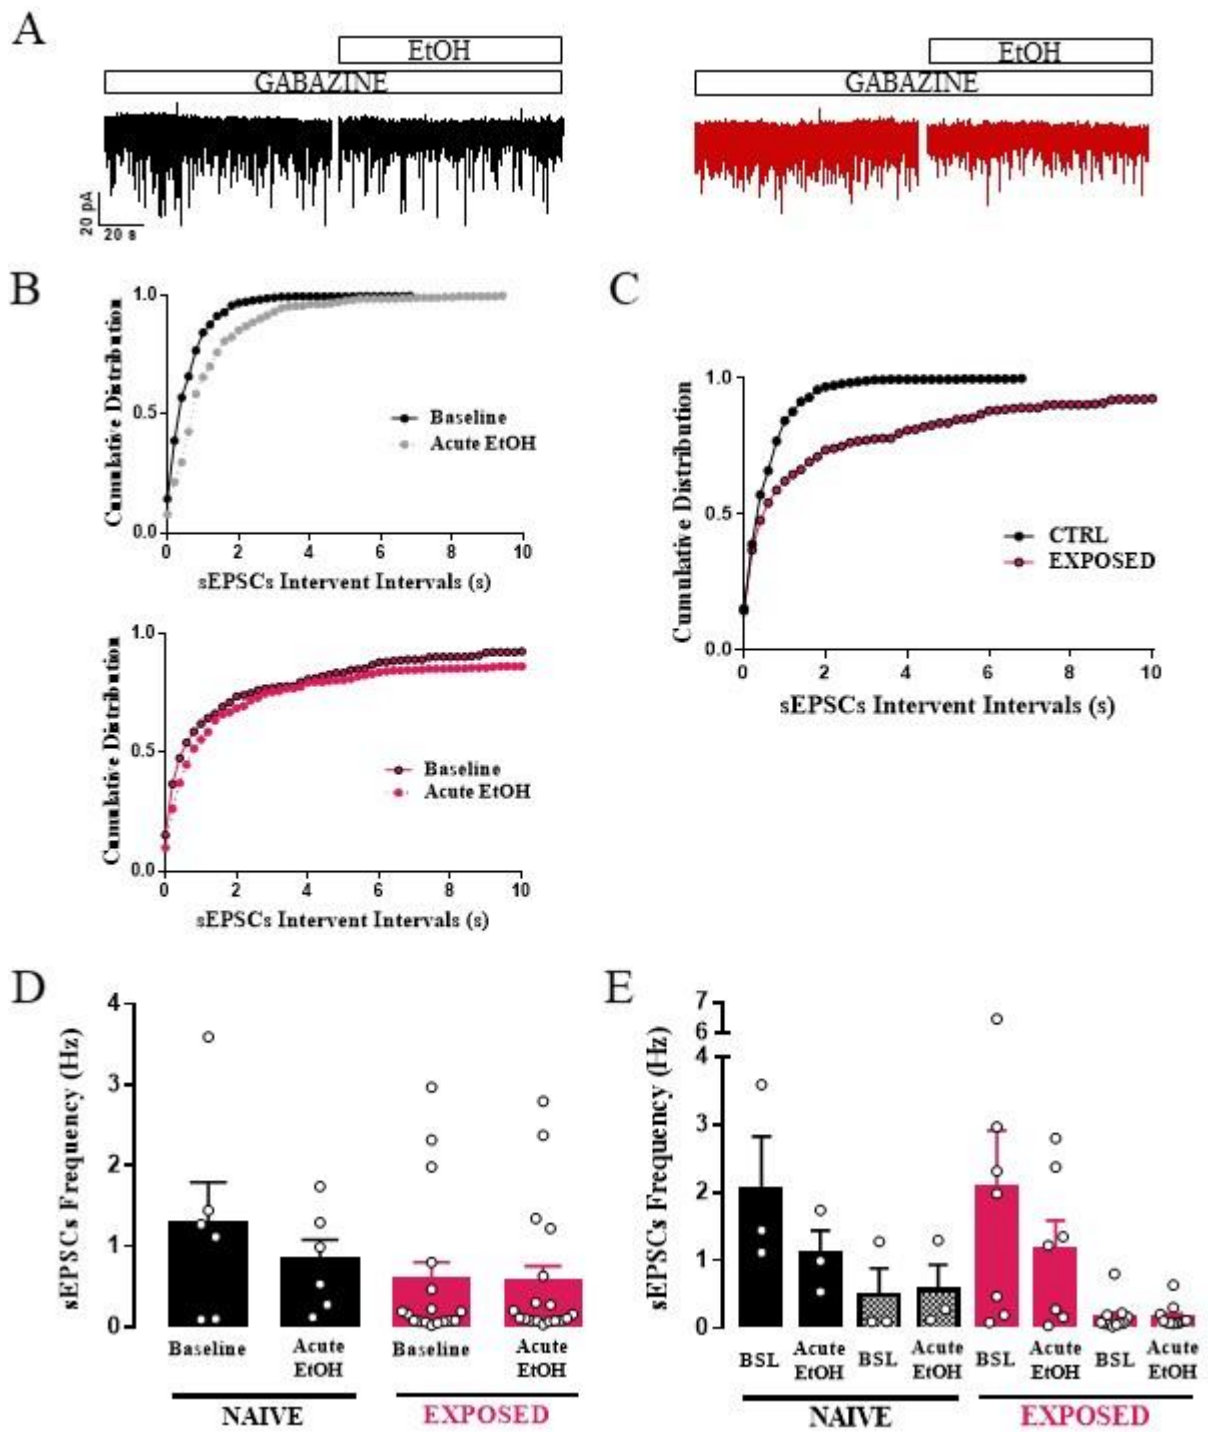 A
EtOH
GABAZINE
20 pA
20 s
EtOH
GABAZINE
B
Cumulative Distribution
1.0
0.5
0.0
0 2 4 6 8 10
sEPSCs Intervent Intervals (s)
Baseline
Acute EtOH
Cumulative Distribution
1.0
0.5
0.0
0 2 4 6 8 10
sEPSCs Intervent Intervals (s)
Baseline
Acute EtOH
C
Cumulative Distribution
1.0
0.5
0.0
0 2 4 6 8 10
sEPSCs Intervent Intervals (s)
CTRL
EXPOSED
D
sEPSCs Frequency (Hz)
4
3
2
1
0
Baseline
Acute
EtOH
Baseline
Acute
EtOH
NAIVE
EXPOSED
E
sEPSCs Frequency (Hz)
7
6
4
3
2
1
0
BSL
Acute
EtOH
BSL
Acute
EtOH
BSL
Acute
EtOH
BSL
Acute
EtOH
NAIVE
EXPOSED